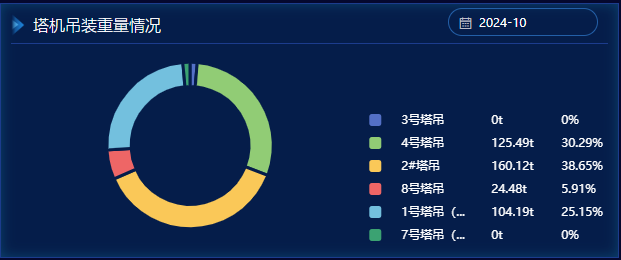 塔机吊装重量情况
2024-10
3号塔吊 0t 0%
4号塔吊 125.49t 30.29%
2#塔吊 160.12t 38.65%
8号塔吊 24.48t 5.91%
1号塔吊（... 104.19t 25.15%
7号塔吊（... 0t 0%